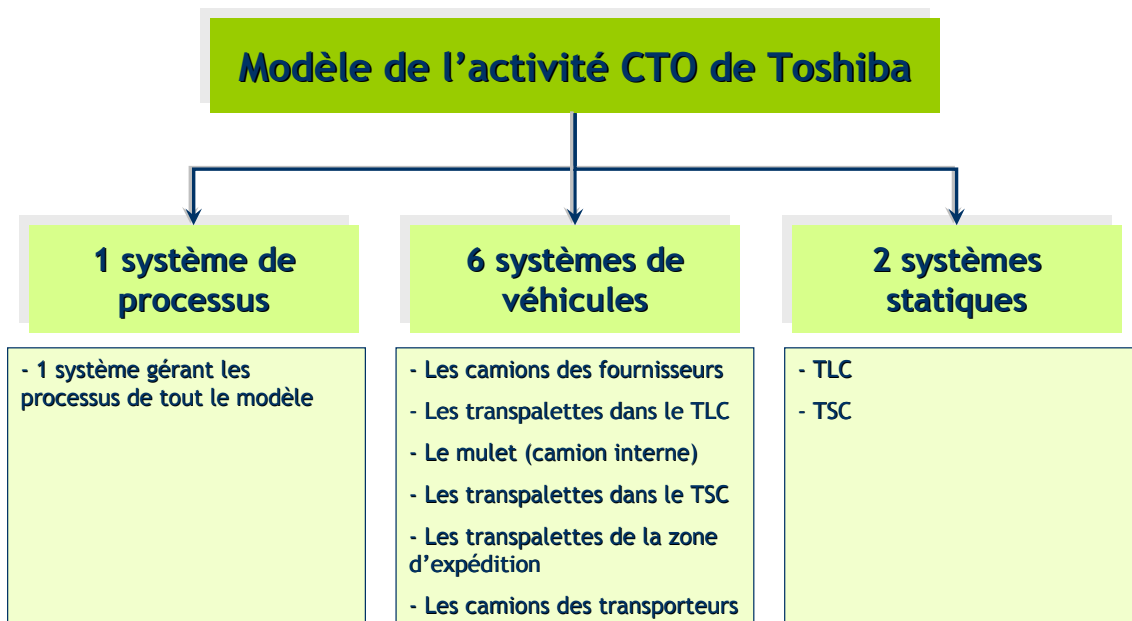 Modèle de l’activité CTO de Toshiba
1 système de
processus
6 systèmes de
véhicules
2 systèmes
statiques
- 1 système gérant les
processus de tout le modèle
- Les camions des fournisseurs
- Les transpalettes dans le TLC
- Le mulet (camion interne)
- Les transpalettes dans le TSC
- Les transpalettes de la zone
d’expédition
- Les camions des transporteurs
- TLC
- TSC